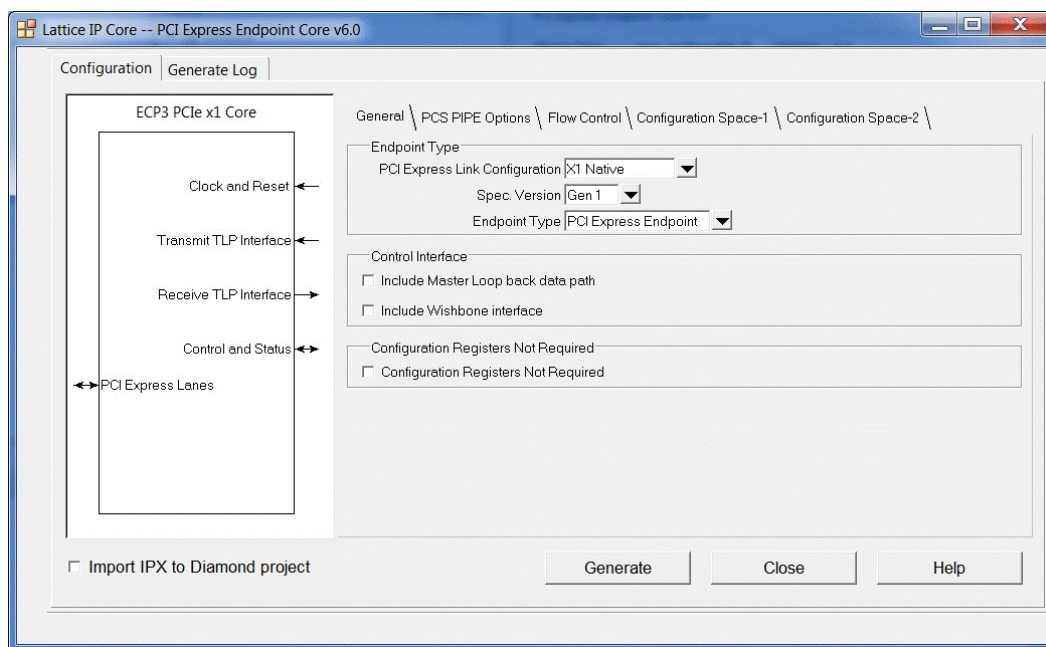 Lattice IP Core -- PCI Express Endpoint Core v6.0
Configuration
Generate Log
ECP3 PCIe x1 Core
Clock and Reset
Transmit TLP Interface
Receive TLP Interface
Control and Status
PCI Express Lanes
General
PCS PIPE Options
Flow Control
Configuration Space-1
Configuration Space-2
Endpoint Type
PCI Express Link Configuration X1 Native
Spec. Version Gen 1
Endpoint Type PCI Express Endpoint
Control Interface
Include Master Loop back data path
Include Wishbone interface
Configuration Registers Not Required
Configuration Registers Not Required
Import IPX to Diamond project
Generate
Close
Help